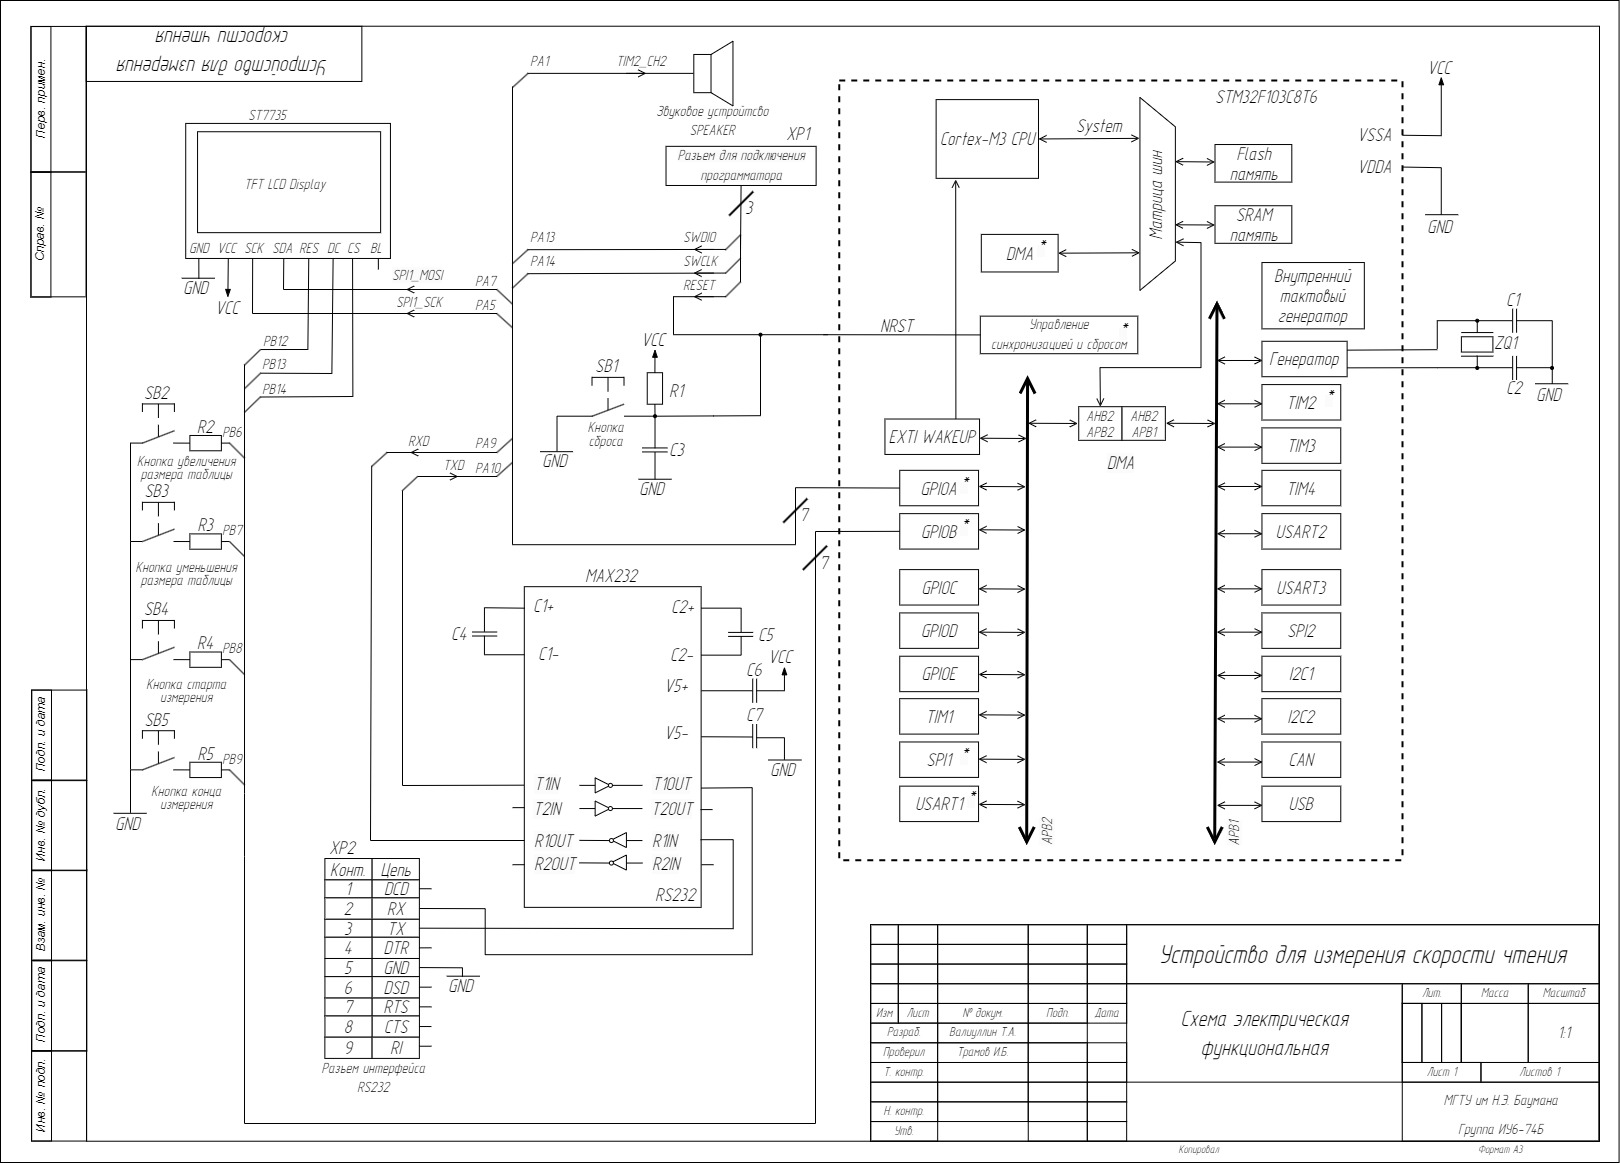 Устройство для измерения
скорости чтения
Перв. примен.
Справ. №
Подп. и дата
Инв. № дубл.
Взам. инв. №
Подп. и дата
Инв. № подп.
ST7735
TFT LCD Display
GND VCC SCK SDA RES DC CS BL
GND
VCC
SPI1_MOSI
PA7
SPI1_SCK
PA5
PB12
PB13
PB14
PA1
TIM2_CH2
Звуковое устройтсво
SPEAKER
XP1
Разьем для подключения
программатора
3
PA13
SWDIO
PA14
SWCLK
RESET
NRST
VCC
SB1
R1
Кнопка
сброса
C3
GND
GND
RXD
PA9
TXD
PA10
SB2
R2
PB6
Кнопка увеличения
размера таблицы
SB3
R3
PB7
Кнопка уменьшения
размера таблицы
SB4
R4
PB8
Кнопка старта
измерения
SB5
R5
PB9
Кнопка конца
измерения
GND
7
7
MAX232
C1+
C2+
C4
C5
C1-
C2-
VCC
C6
V5+
C7
V5-
GND
T1IN
T1OUT
T2IN
T2OUT
R1OUT
R1IN
R2OUT
R2IN
RS232
XP2
Конт. Цепь
1 DCD
2 RX
3 TX
4 DTR
5 GND
6 DSD
7 RTS
8 CTS
9 RI
GND
Разьем интерфейса
RS232
STM32F103C8T6
VCC
VSSA
VDDA
GND
Cortex-M3 CPU
System
Матрица шин
Flash
память
SRAM
память
DMA *
Внутренний
тактовый
генератор
Управление *
синхронизацией и сбросом
Генератор
C1
ZQ1
C2
GND
EXTI WAKEUP
AHB2 AHB2
APB2 APB1
DMA
GPIOA *
GPIOB *
GPIOC
GPIOD
GPIOE
TIM1
SPI1 *
USART1 *
APB2
TIM2 *
TIM3
TIM4
USART2
USART3
SPI2
I2C1
I2C2
CAN
USB
APB1
Устройство для измерения скорости чтения
Схема электрическая
функциональная
Лит. Масса Масштаб
1:1
Лист 1 Листов 1
МГТУ им Н.Э. Баумана
Группа ИУ6-74Б
Изм Лист № докум. Подп. Дата
Разраб. Валиуллин Т.А.
Проверил Трамов И.Б.
Т. контр.
Н. контр.
Утв.
Копировал
Формат А3